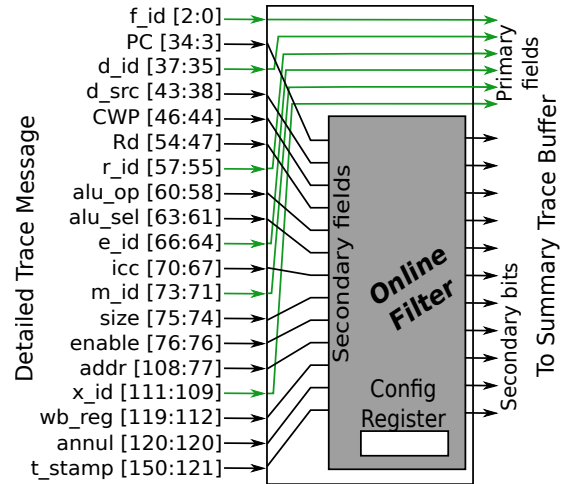 Detailed Trace Message
f_id [2:0]
PC [34:3]
d_id [37:35]
d_src [43:38]
CWP [46:44]
Rd [54:47]
r_id [57:55]
alu_op [60:58]
alu_sel [63:61]
e_id [66:64]
icc [70:67]
m_id [73:71]
size [75:74]
enable [76:76]
addr [108:77]
x_id [111:109]
wb_reg [119:112]
annul [120:120]
t_stamp [150:121]
Secondary fields
Online
Filter
Config
Register
Primary
fields
Secondary bits
To Summary Trace Buffer